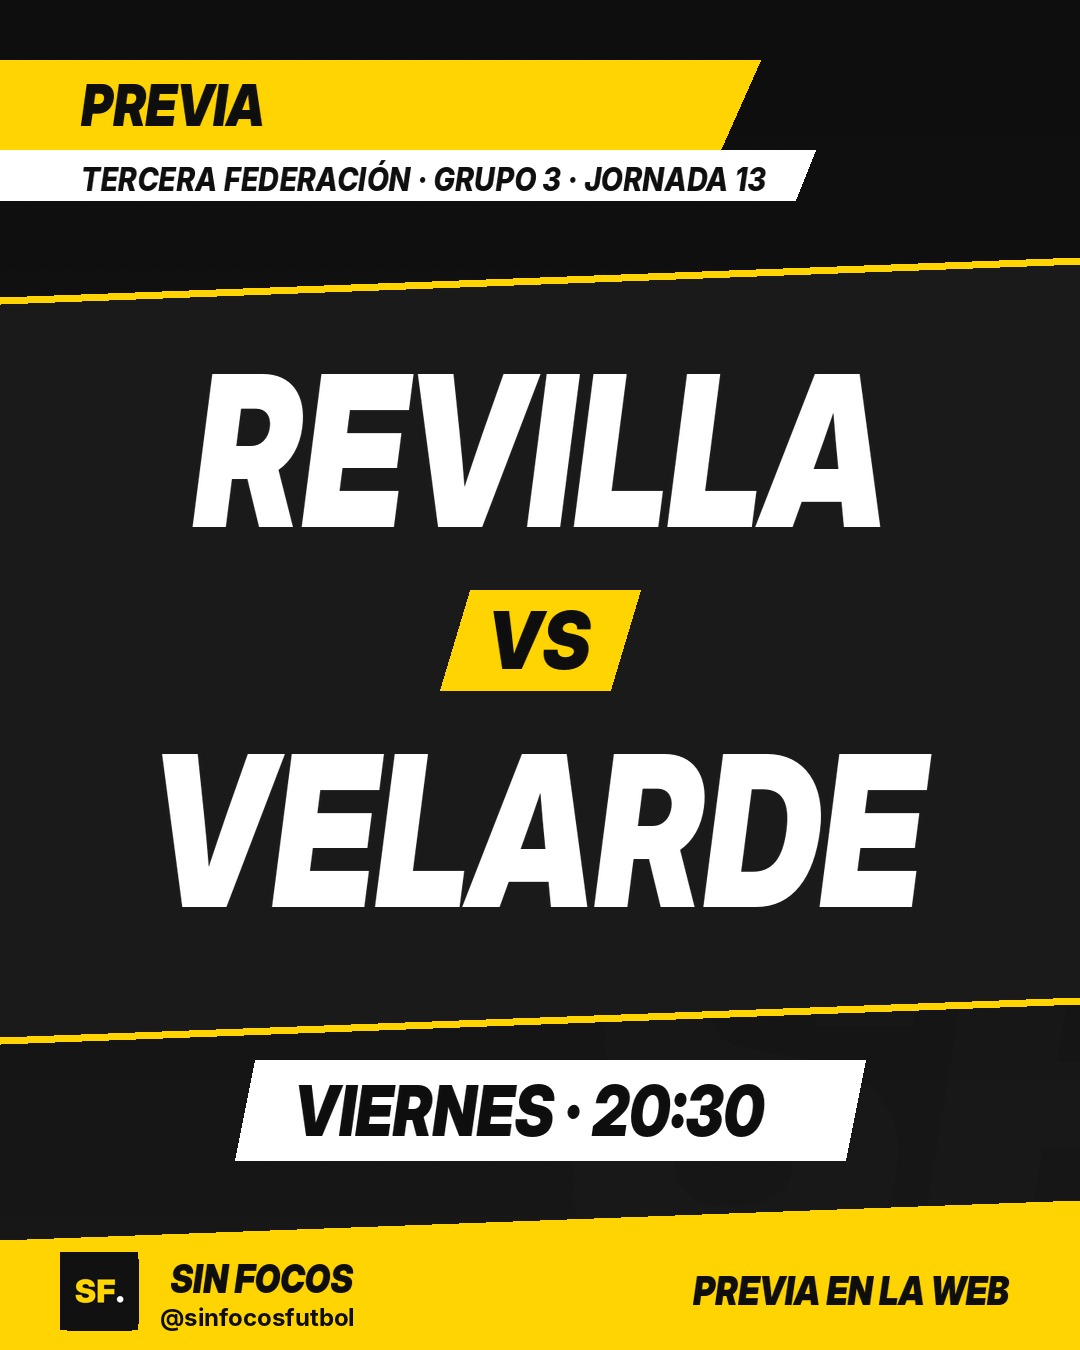 PREVIA
TERCERA FEDERACIÓN · GRUPO 3 · JORNADA 13
REVILLA
VS
VELARDE
VIERNES · 20:30
SF.
SIN FOCOS
@sinfocosfutbol
PREVIA EN LA WEB